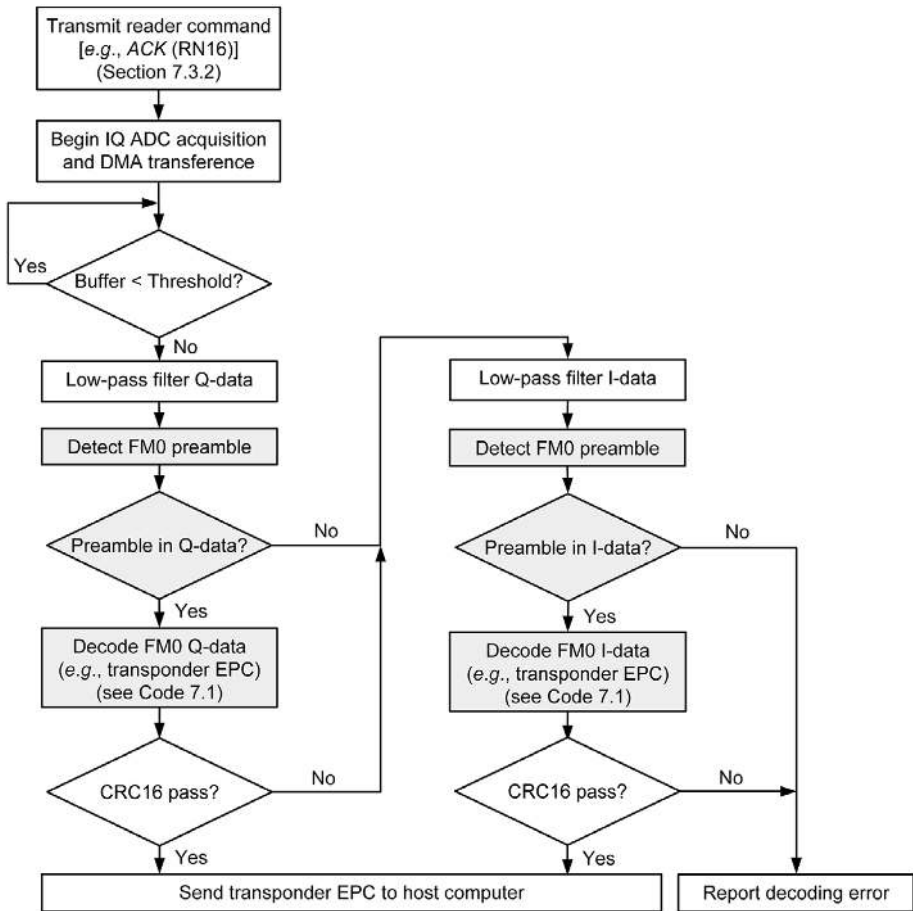 Transmit reader command
[e.g., ACK (RN16)]
(Section 7.3.2)
Begin IQ ADC acquisition
and DMA transference
Yes
Buffer < Threshold?
No
Low-pass filter Q-data
Detect FM0 preamble
Preamble in Q-data?
No
Yes
Decode FM0 Q-data
(e.g., transponder EPC)
(see Code 7.1)
CRC16 pass?
No
Yes
Low-pass filter I-data
Detect FM0 preamble
Preamble in I-data?
No
Yes
Decode FM0 I-data
(e.g., transponder EPC)
(see Code 7.1)
CRC16 pass?
No
Yes
Send transponder EPC to host computer
Report decoding error